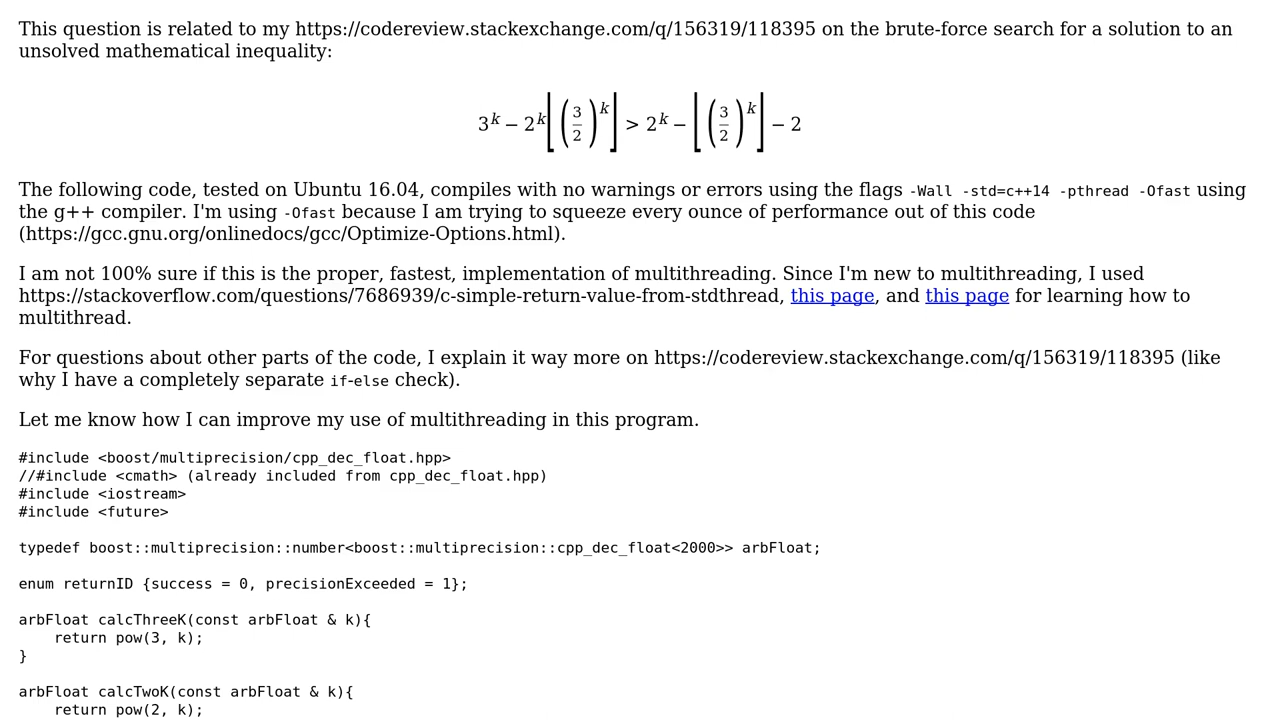 This question is related to my https://codereview.stackexchange.com/q/156319/118395 on the brute-force search for a solution to an
unsolved mathematical inequality:
3^k − 2^k⌊(3/2)^k⌋ > 2^k − ⌊(3/2)^k⌋ − 2
The following code, tested on Ubuntu 16.04, compiles with no warnings or errors using the flags -Wall -std=c++14 -pthread -Ofast using
the g++ compiler. I'm using -Ofast because I am trying to squeeze every ounce of performance out of this code
(https://gcc.gnu.org/onlinedocs/gcc/Optimize-Options.html).
I am not 100% sure if this is the proper, fastest, implementation of multithreading. Since I'm new to multithreading, I used
https://stackoverflow.com/questions/7686939/c-simple-return-value-from-stdthread, this page, and this page for learning how to
multithread.
For questions about other parts of the code, I explain it way more on https://codereview.stackexchange.com/q/156319/118395 (like
why I have a completely separate if-else check).
Let me know how I can improve my use of multithreading in this program.
#include <boost/multiprecision/cpp_dec_float.hpp>
//#include <cmath> (already included from cpp_dec_float.hpp)
#include <iostream>
#include <future>
typedef boost::multiprecision::number<boost::multiprecision::cpp_dec_float<2000>> arbFloat;
enum returnID {success = 0, precisionExceeded = 1};
arbFloat calcThreeK(const arbFloat & k){
    return pow(3, k);
}
arbFloat calcTwoK(const arbFloat & k){
    return pow(2, k);